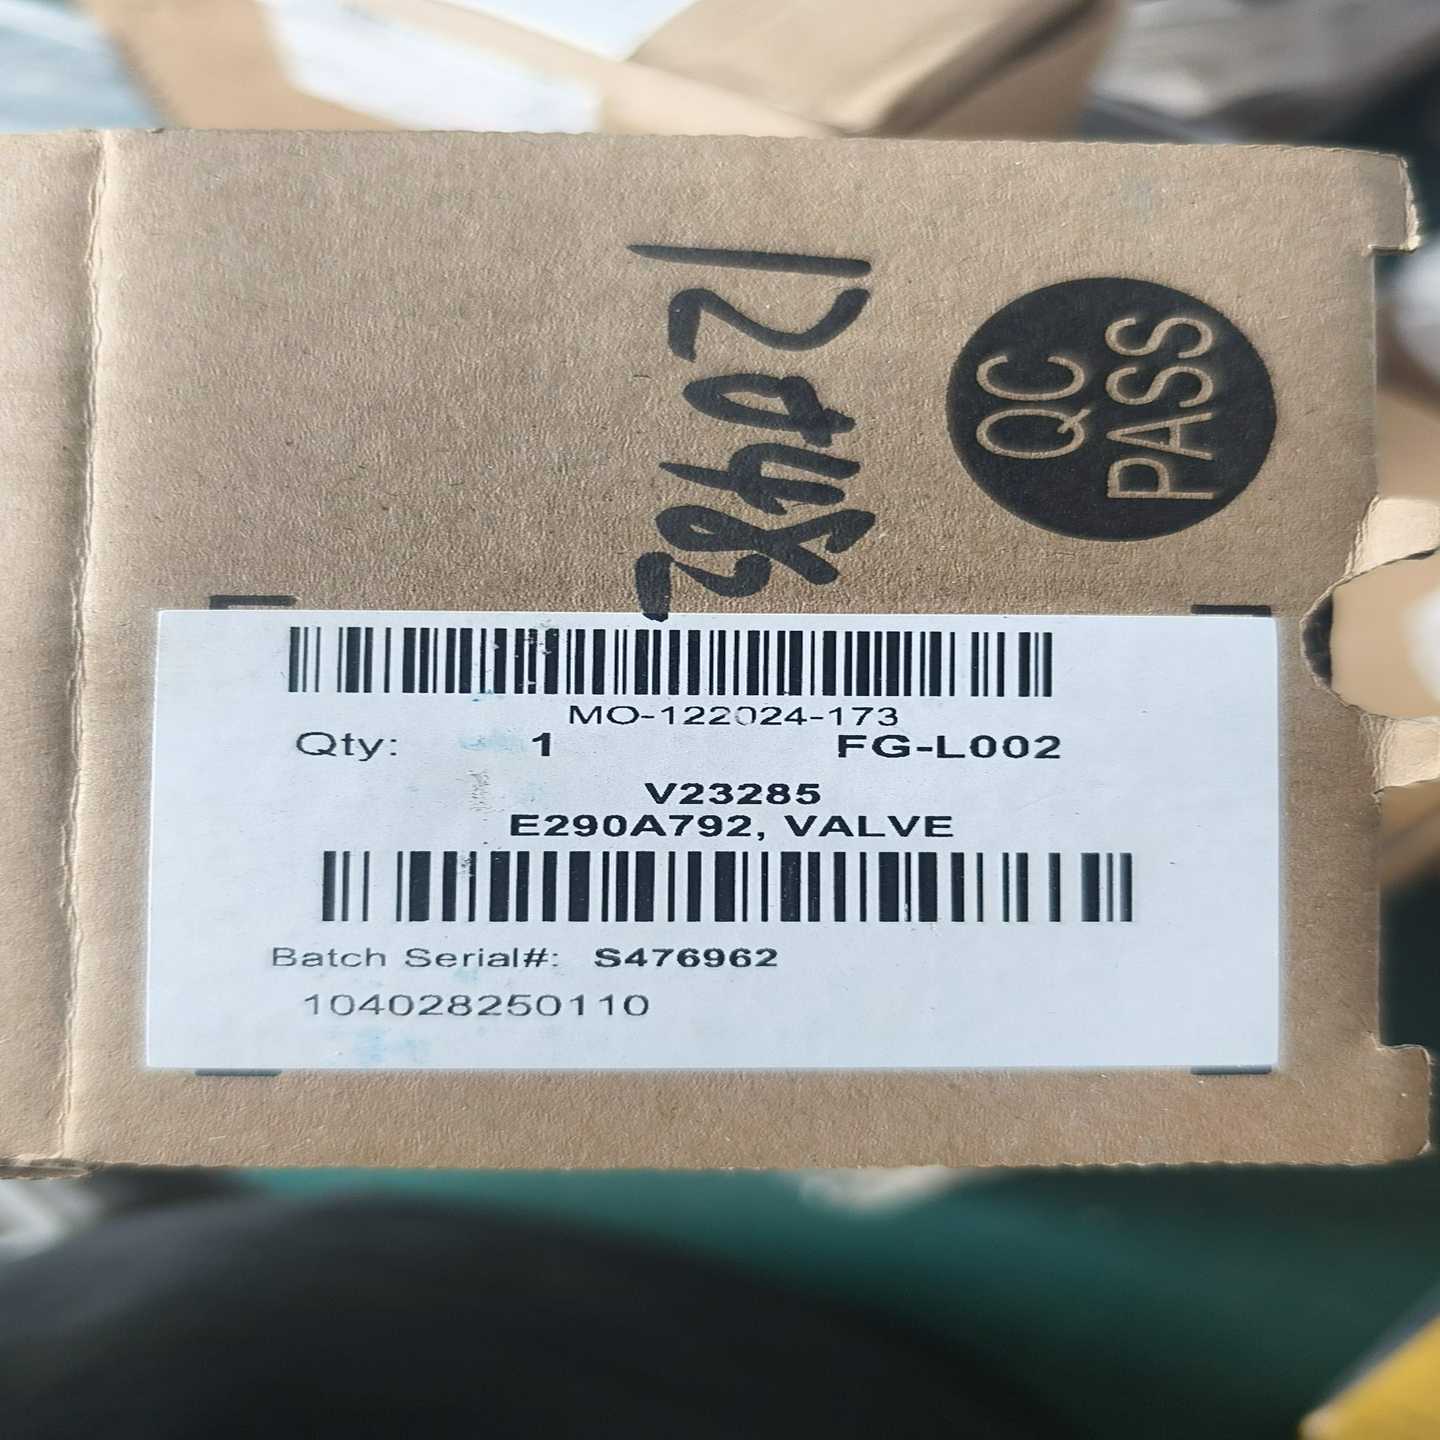 QC
PASS
MO-122024-173
Qty: 1 FG-L002
V23285
E290A792, VALVE
Batch Serial#: S476962
104028250110